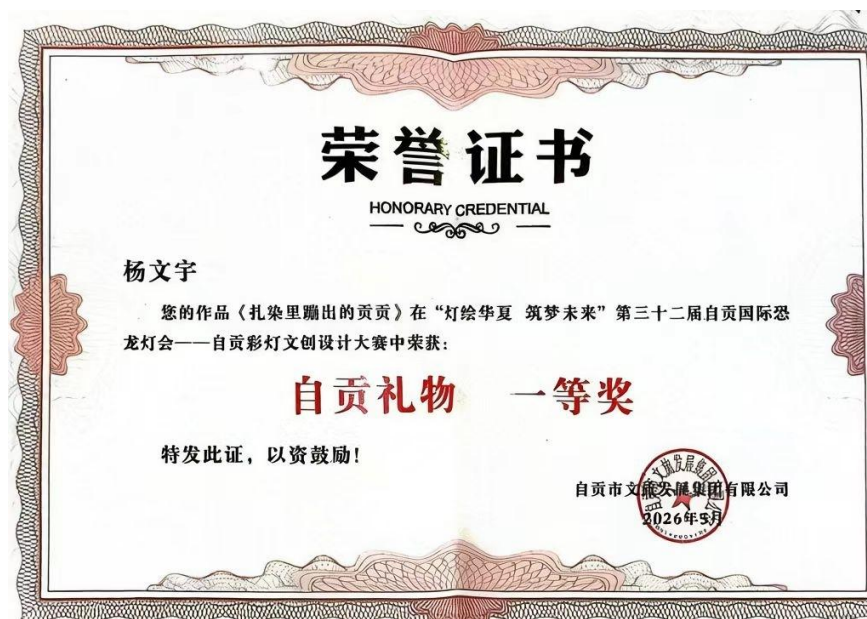 荣誉证书
HONORARY CREDENTIAL
杨文宇
您的作品《扎染里蹦出的贡贡》在“灯绘华夏 筑梦未来”第三十二届自贡国际恐
龙灯会——自贡彩灯文创设计大赛中荣获：
自贡礼物 一等奖
特发此证，以资鼓励！
自贡市文旅发展集团有限公司
2026年5月